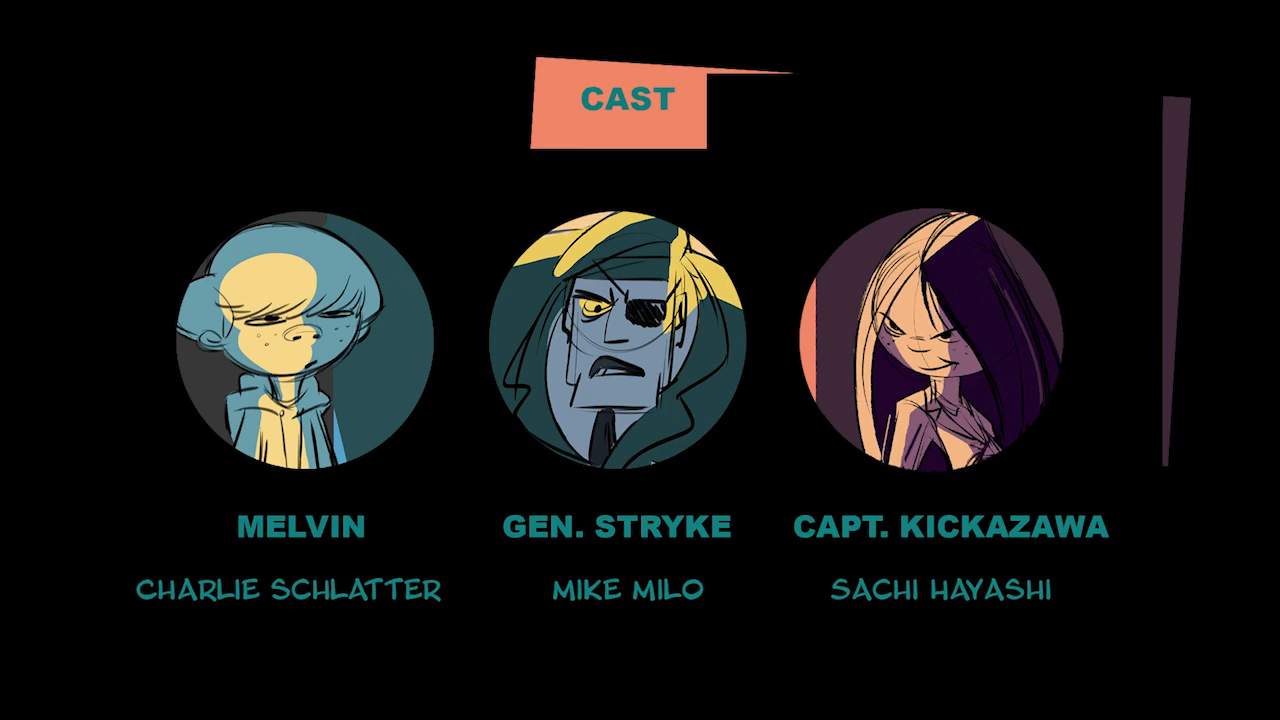 CAST
MELVIN
GEN. STRYKE
CAPT. KICKAZAWA
CHARLIE SCHLATTER
MIKE MILO
SACHI HAYASHI